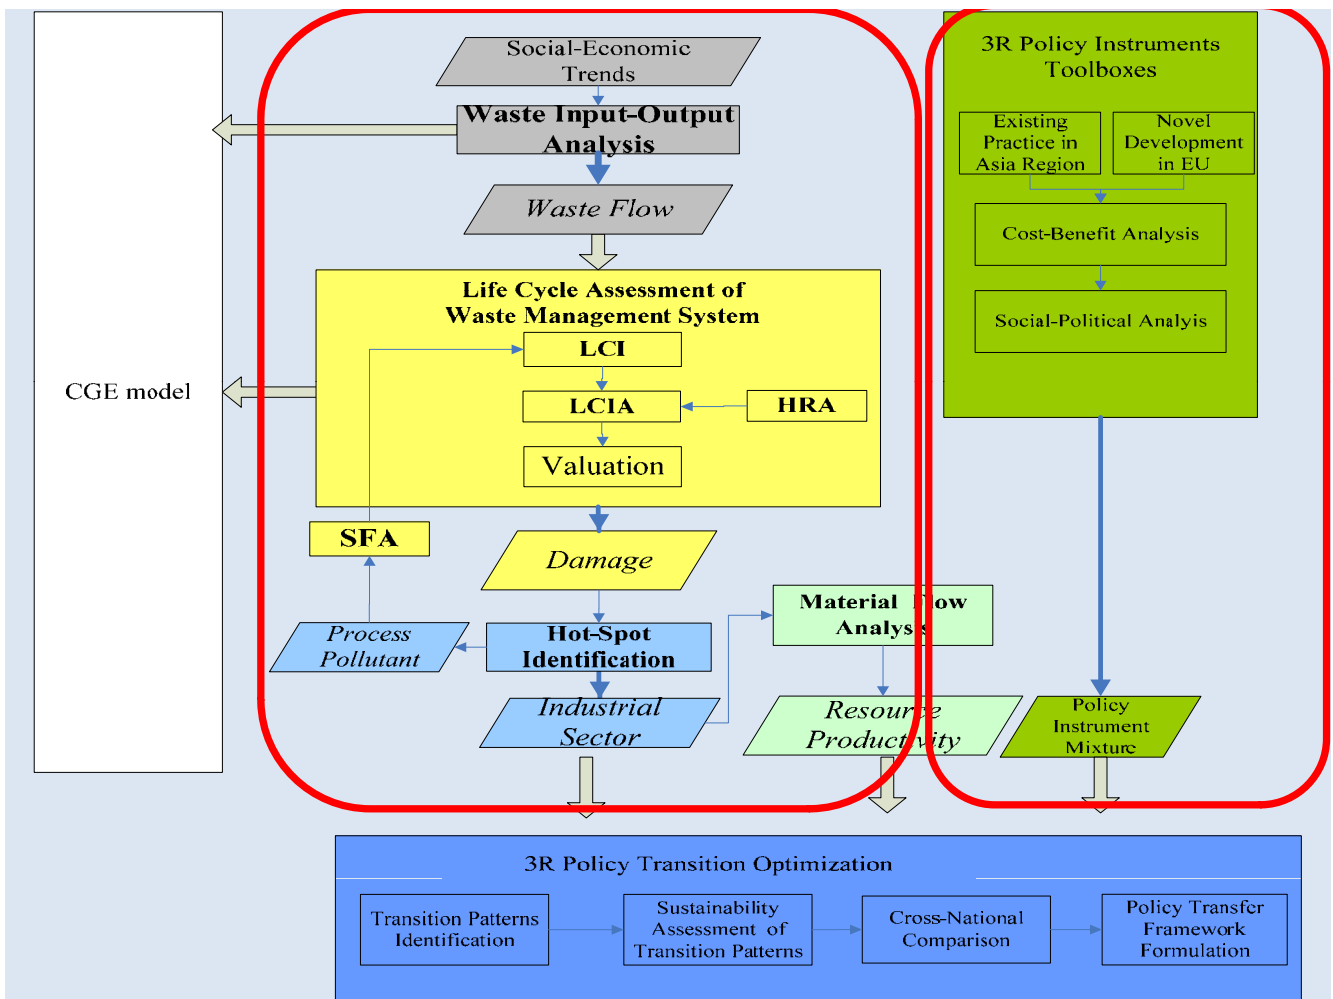 Social-Economic
Trends
Waste Input-Output
Analysis
Waste Flow
Life Cycle Assessment of
Waste Management System
LCI
LCIA
HRA
Valuation
SFA
Damage
Process
Pollutant
Hot-Spot
Identification
Industrial
Sector
Material Flow
Analysis
Resource
Productivity
CGE model
3R Policy Instruments
Toolboxes
Existing
Practice in
Asia Region
Novel
Development
in EU
Cost-Benefit Analysis
Social-Political Analyis
Policy
Instrument
Mixture
3R Policy Transition Optimization
Transition Patterns
Identification
Sustainability
Assessment of
Transition Patterns
Cross-National
Comparison
Policy Transfer
Framework
Formulation